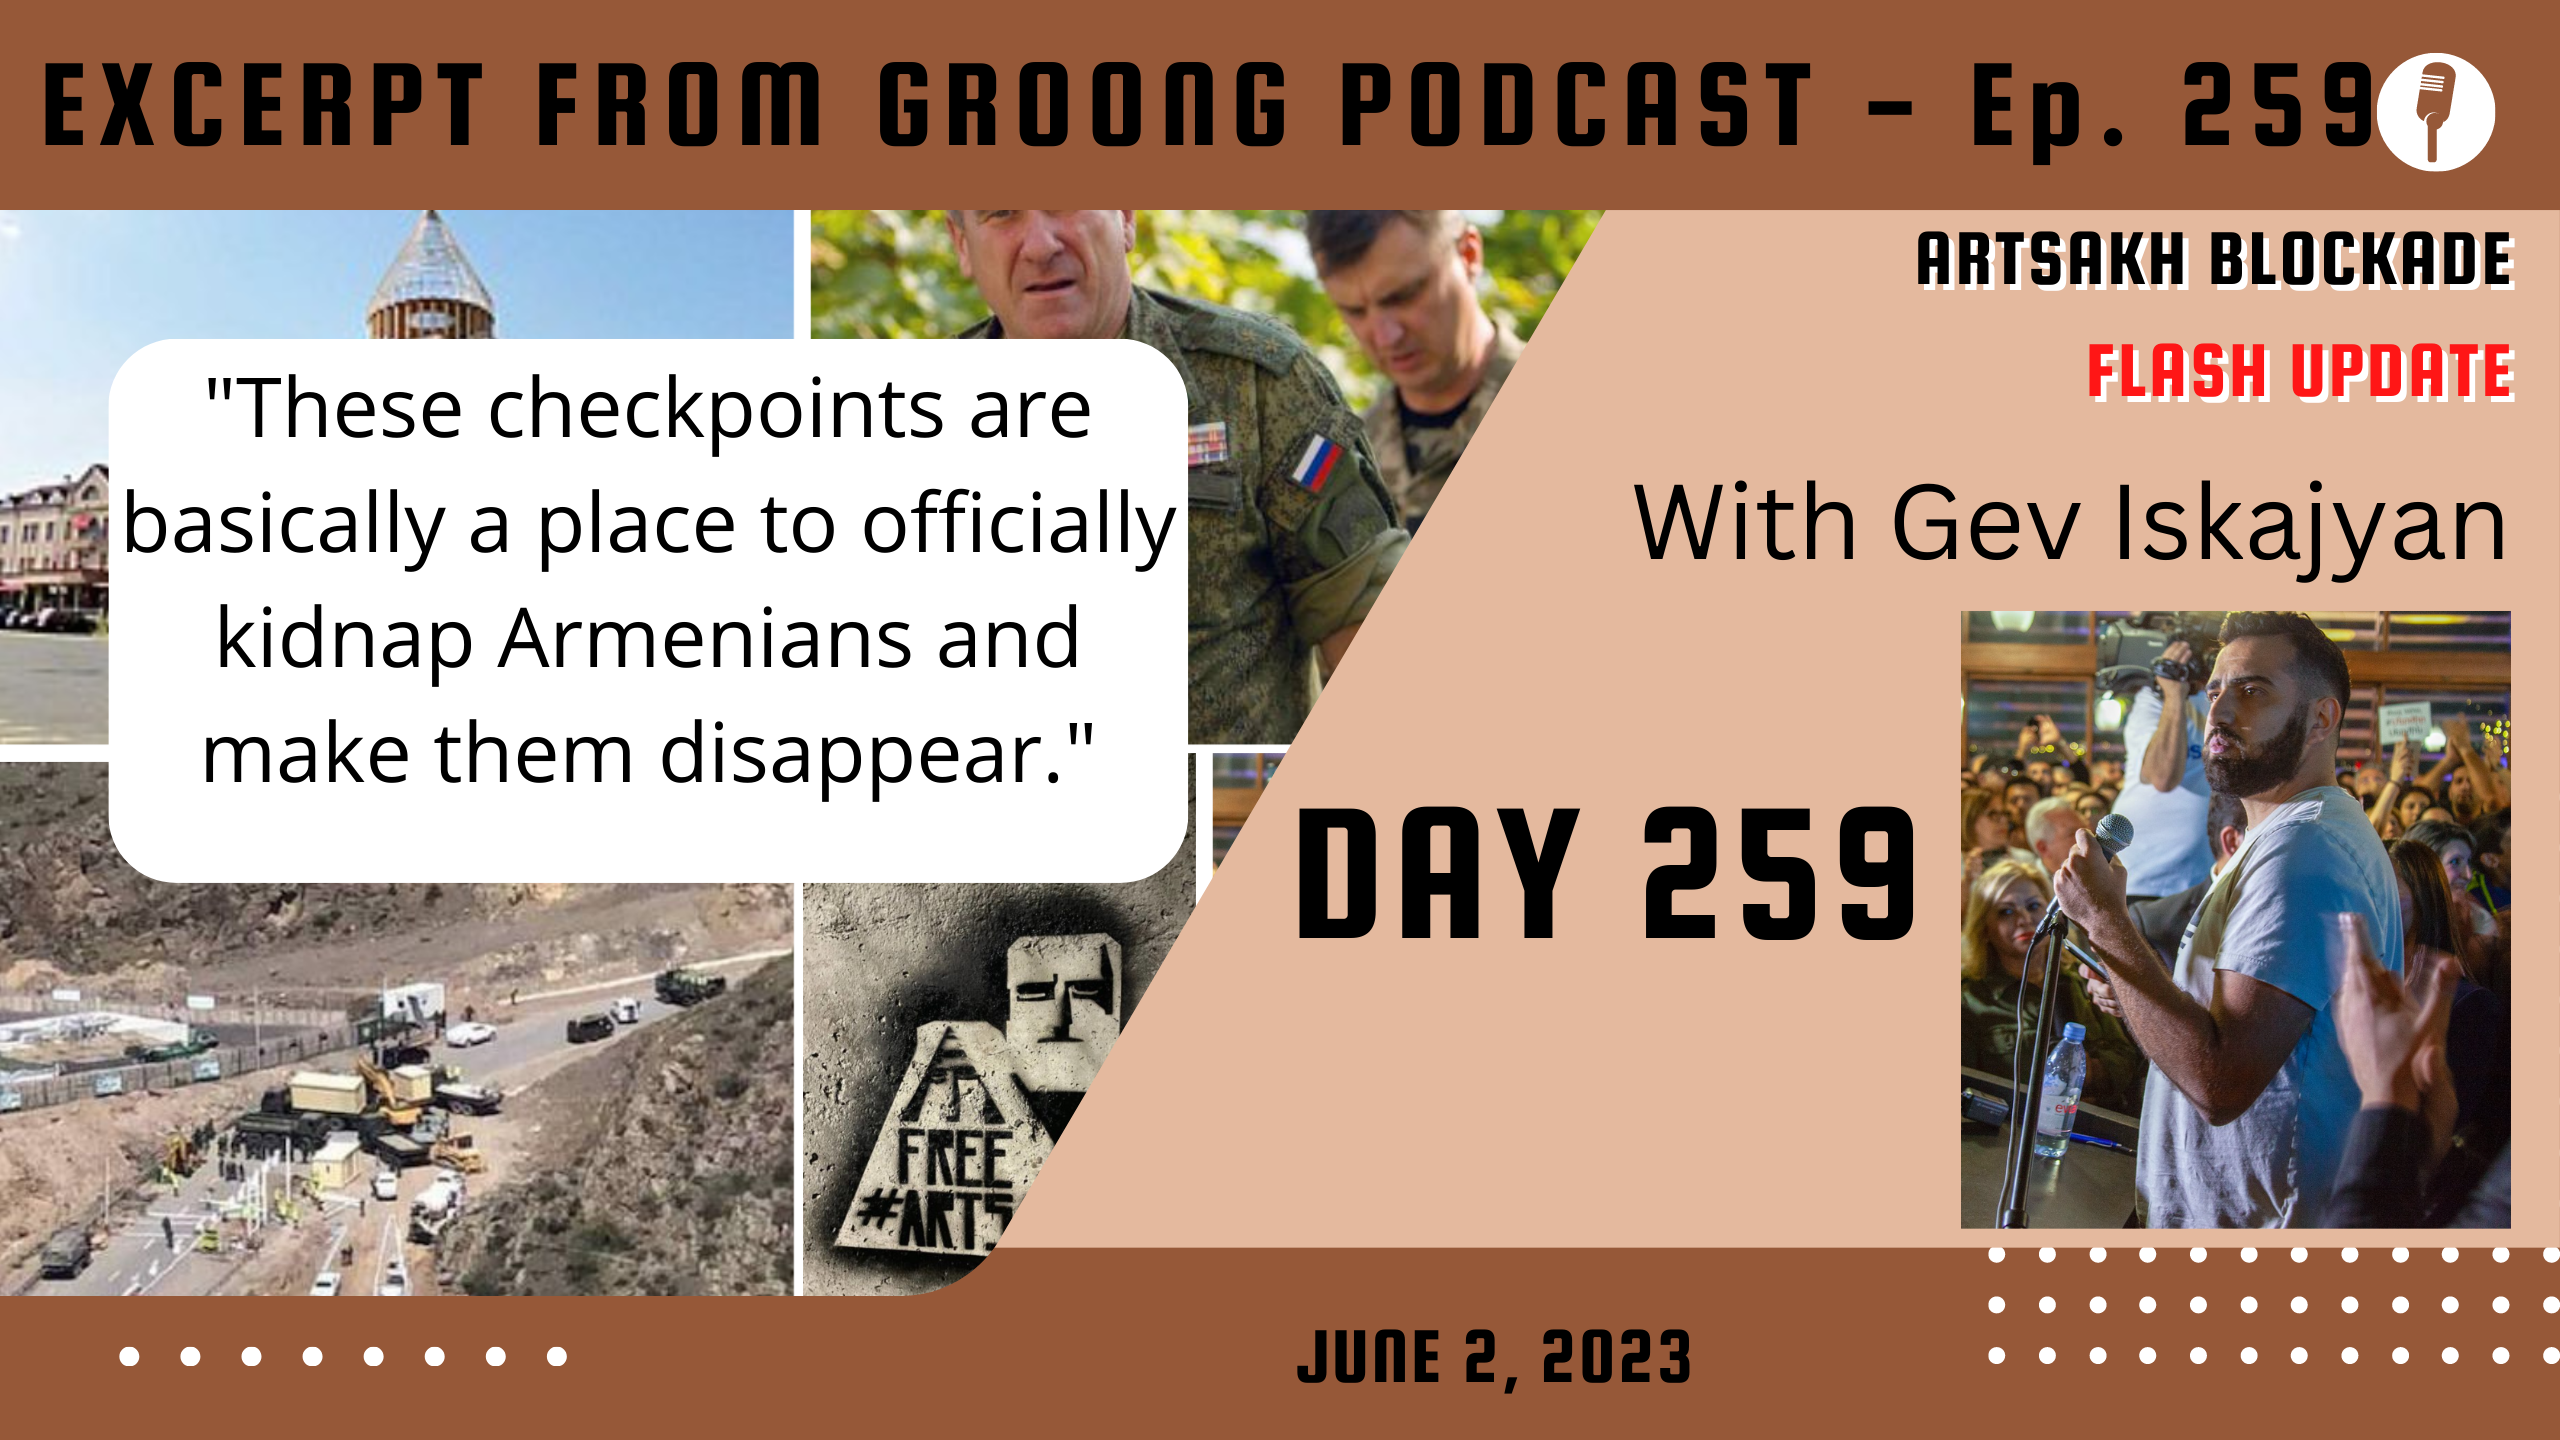 EXCERPT FROM GROONG PODCAST - Ep. 259
ARTSAKH BLOCKADE
FLASH UPDATE
With Gev Iskajyan
"These checkpoints are
basically a place to officially
kidnap Armenians and
make them disappear."
DAY 259
FREE
#ARTS
JUNE 2, 2023